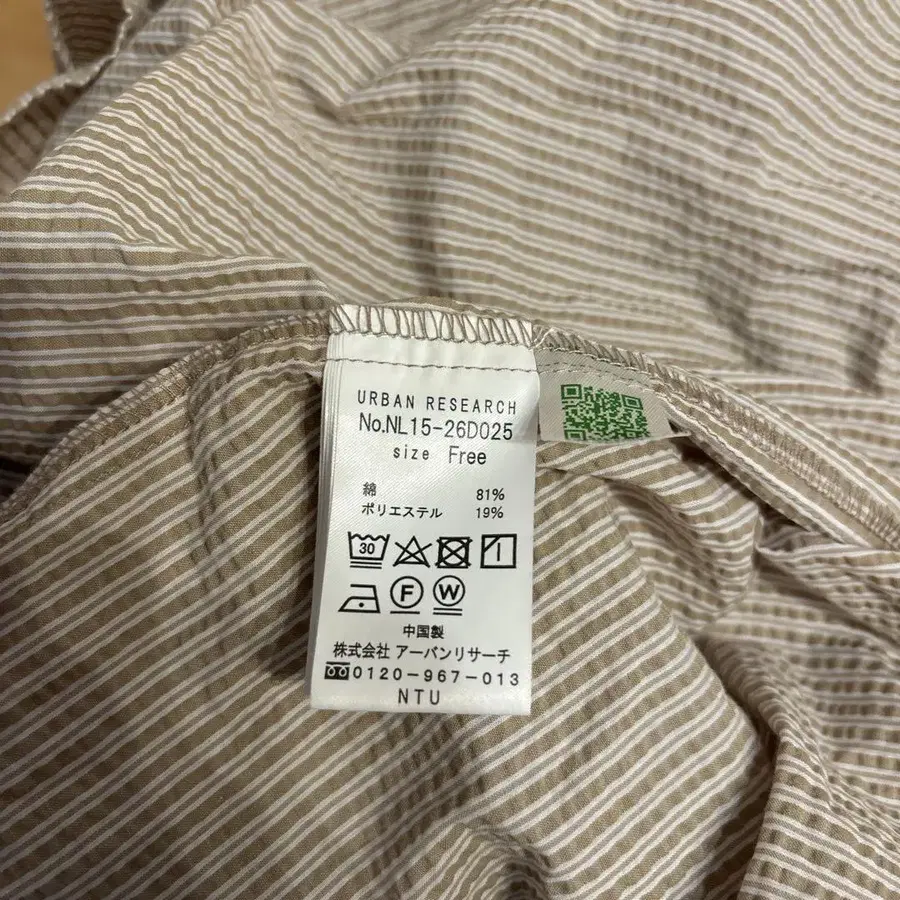 URBAN RESEARCH
No.NL15-26D025
size Free
綿 81%
ポリエステル 19%
30
F W
中国製
株式会社 アーバンリサーチ
0120-967-013
NTU